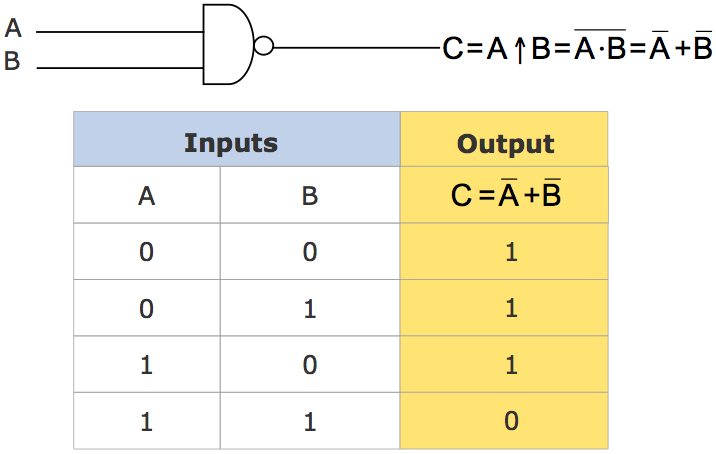 A
B
C=A↑B=A̅·̅B̅=A̅+B̅
Inputs Output
A B C=A̅+B̅
0 0 1
0 1 1
1 0 1
1 1 0